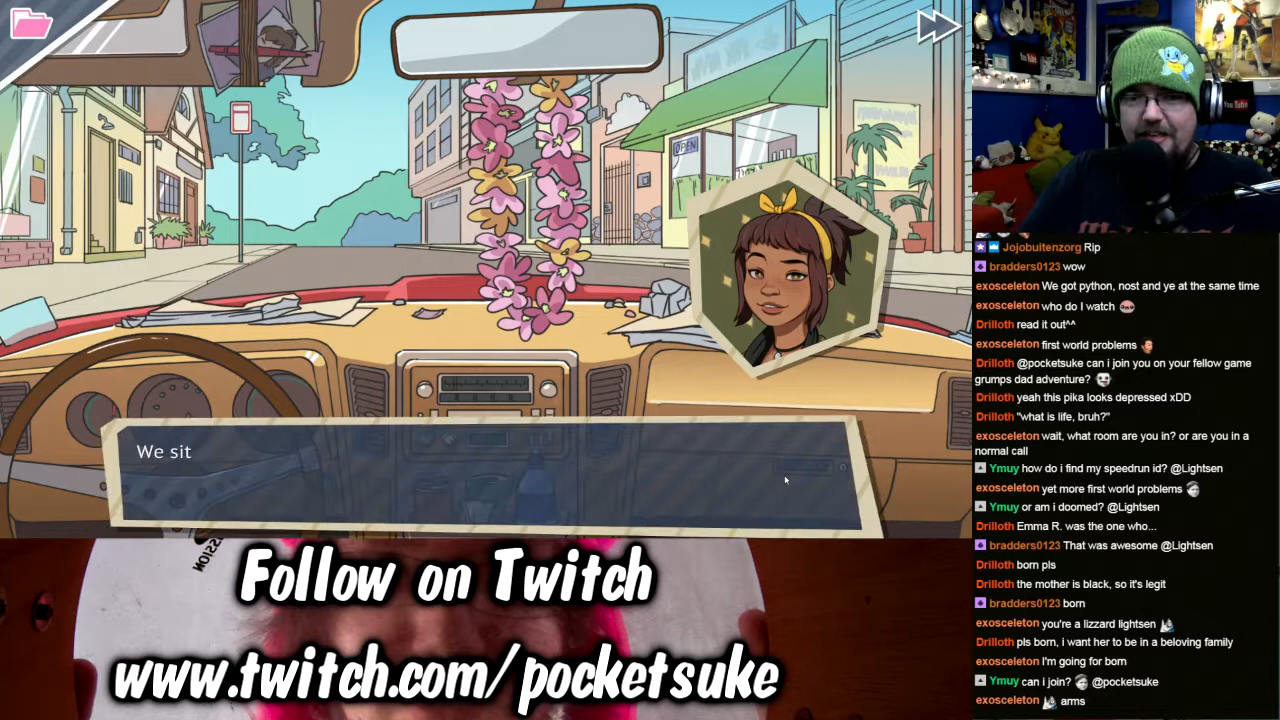 OPEN
We sit
Follow on Twitch
www.twitch.com/pocketsuke
YouTube
Jojobuitenzorg Rip
bradders0123 wow
exosceleton We got python, nost and ye at the same time
exosceleton who do I watch
Drilloth read it out^^
exosceleton first world problems
Drilloth @pocketsuke can i join you on your fellow game
grumps dad adventure?
Drilloth yeah this pika looks depressed xDD
Drilloth "what is life, bruh?"
exosceleton wait, what room are you in? or are you in a
normal call
Ymuy how do i find my speedrun id? @Lightsen
exosceleton yet more first world problems
Ymuy or am i doomed? @Lightsen
Drilloth Emma R. was the one who...
bradders0123 That was awesome @Lightsen
Drilloth born pls
Drilloth the mother is black, so it's legit
bradders0123 born
exosceleton you're a lizard lightsen
Drilloth pls born, i want her to be in a beloving family
exosceleton I'm going for born
Ymuy can i join? @pocketsuke
exosceleton arms